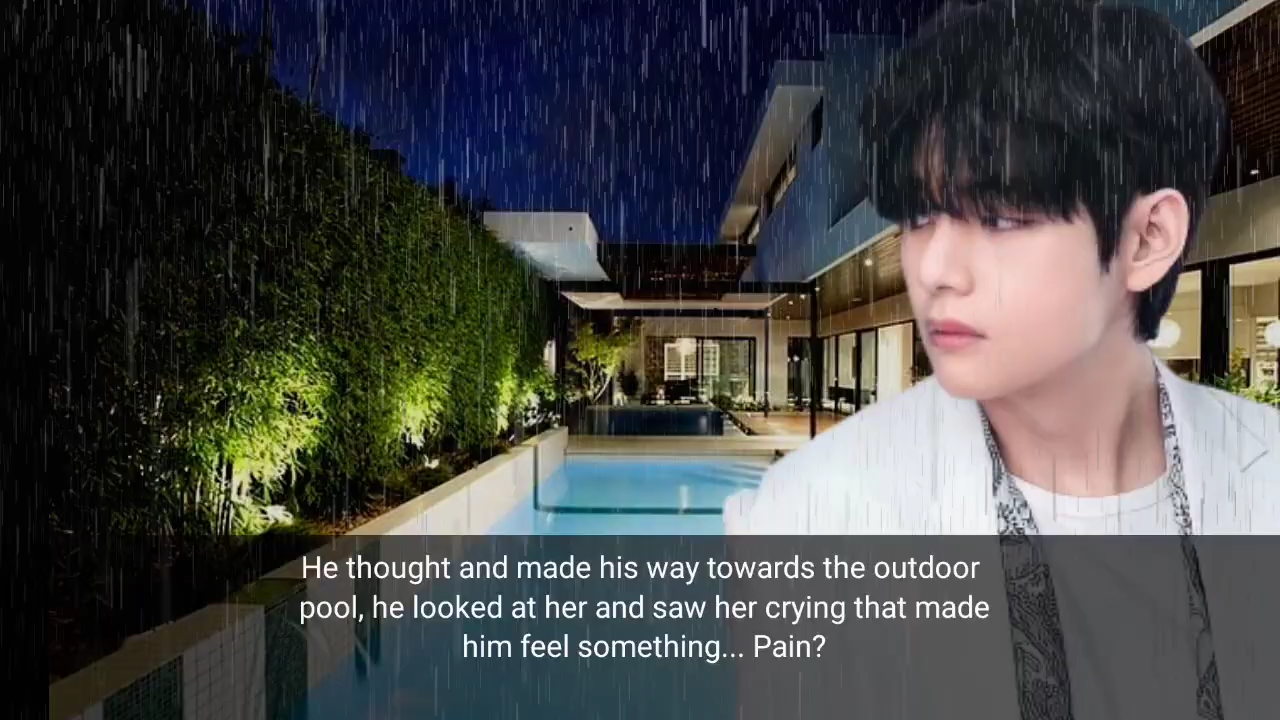 He thought and made his way towards the outdoor
pool, he looked at her and saw her crying that made
him feel something... Pain?